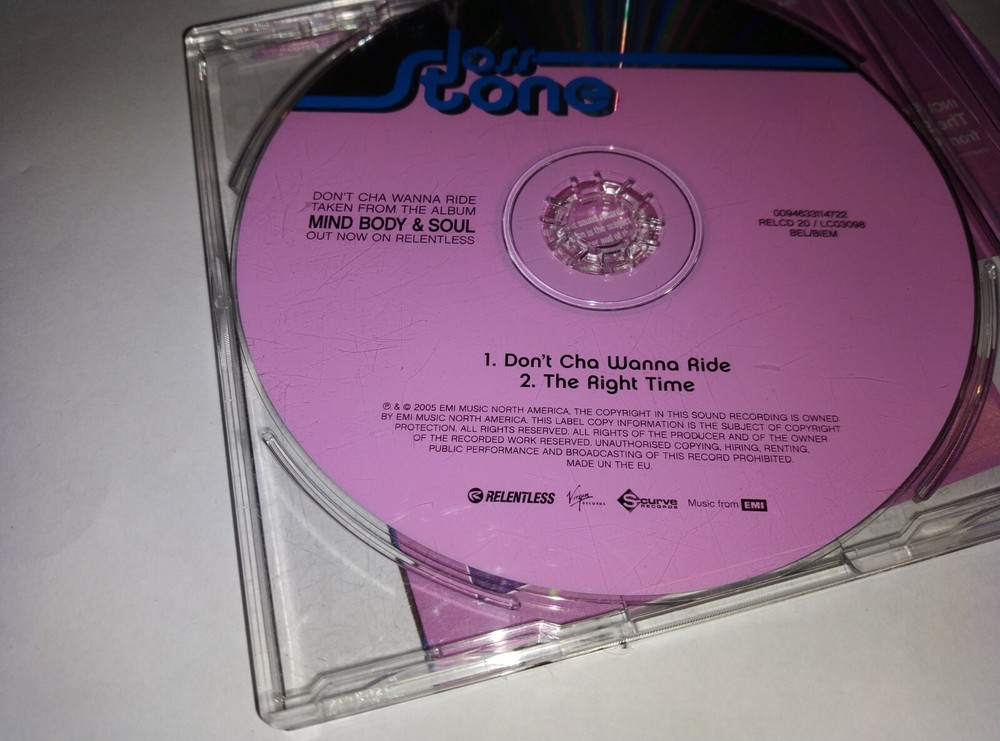 Joss
Stone
DON'T CHA WANNA RIDE
TAKEN FROM THE ALBUM
MIND BODY & SOUL
OUT NOW ON RELENTLESS
0094633114722
RELCD 20 / LC03098
BEL/BIEM
1. Don't Cha Wanna Ride
2. The Right Time
℗ & © 2005 EMI MUSIC NORTH AMERICA. THE COPYRIGHT IN THIS SOUND RECORDING IS OWNED
BY EMI MUSIC NORTH AMERICA. THIS LABEL COPY INFORMATION IS THE SUBJECT OF COPYRIGHT
PROTECTION. ALL RIGHTS RESERVED. ALL RIGHTS OF THE PRODUCER AND OF THE OWNER
OF THE RECORDED WORK RESERVED. UNAUTHORISED COPYING, HIRING, RENTING,
PUBLIC PERFORMANCE AND BROADCASTING OF THIS RECORD PROHIBITED.
MADE UN THE EU.
RELENTLESS Virgin RECORDS S-curve RECORDS Music from EMI